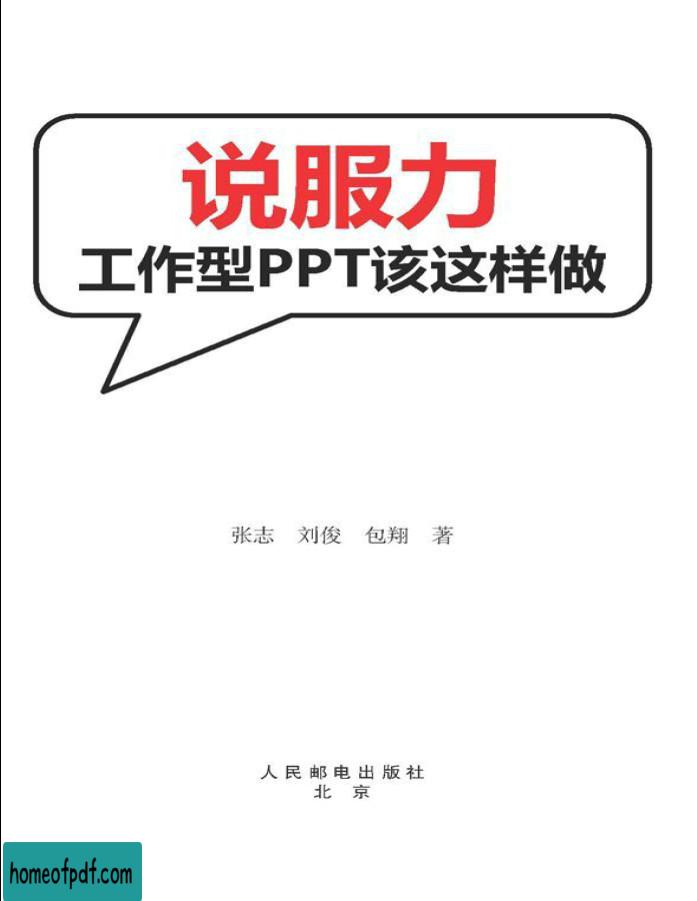 说服力
工作型PPT该这样做
张志 刘俊 包翔 著
人民邮电出版社
北 京
homeofpdf.com